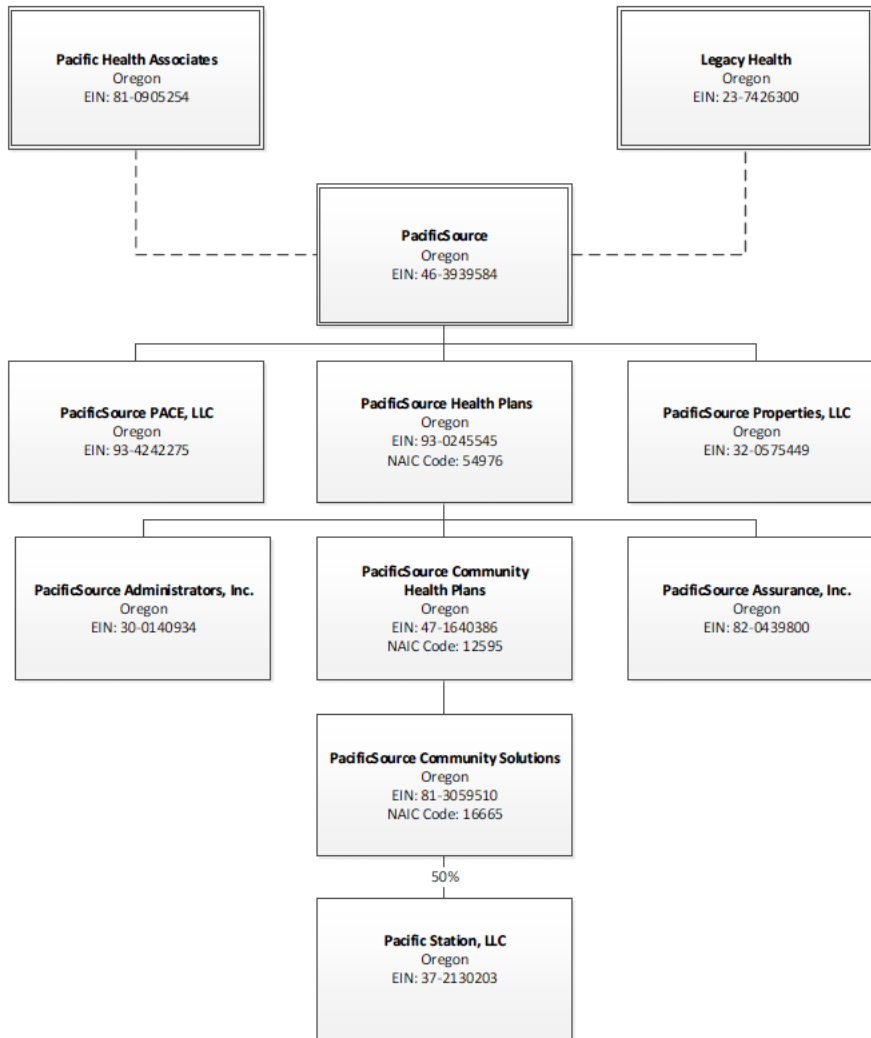 Pacific Health Associates
Oregon
EIN: 81-0905254
Legacy Health
Oregon
EIN: 23-7426300
PacificSource
Oregon
EIN: 46-3939584
PacificSource PACE, LLC
Oregon
EIN: 93-4242275
PacificSource Health Plans
Oregon
EIN: 93-0245545
NAIC Code: 54976
PacificSource Properties, LLC
Oregon
EIN: 32-0575449
PacificSource Administrators, Inc.
Oregon
EIN: 30-0140934
PacificSource Community
Health Plans
Oregon
EIN: 47-1640386
NAIC Code: 12595
PacificSource Assurance, Inc.
Oregon
EIN: 82-0439800
PacificSource Community Solutions
Oregon
EIN: 81-3059510
NAIC Code: 16665
50%
Pacific Station, LLC
Oregon
EIN: 37-2130203